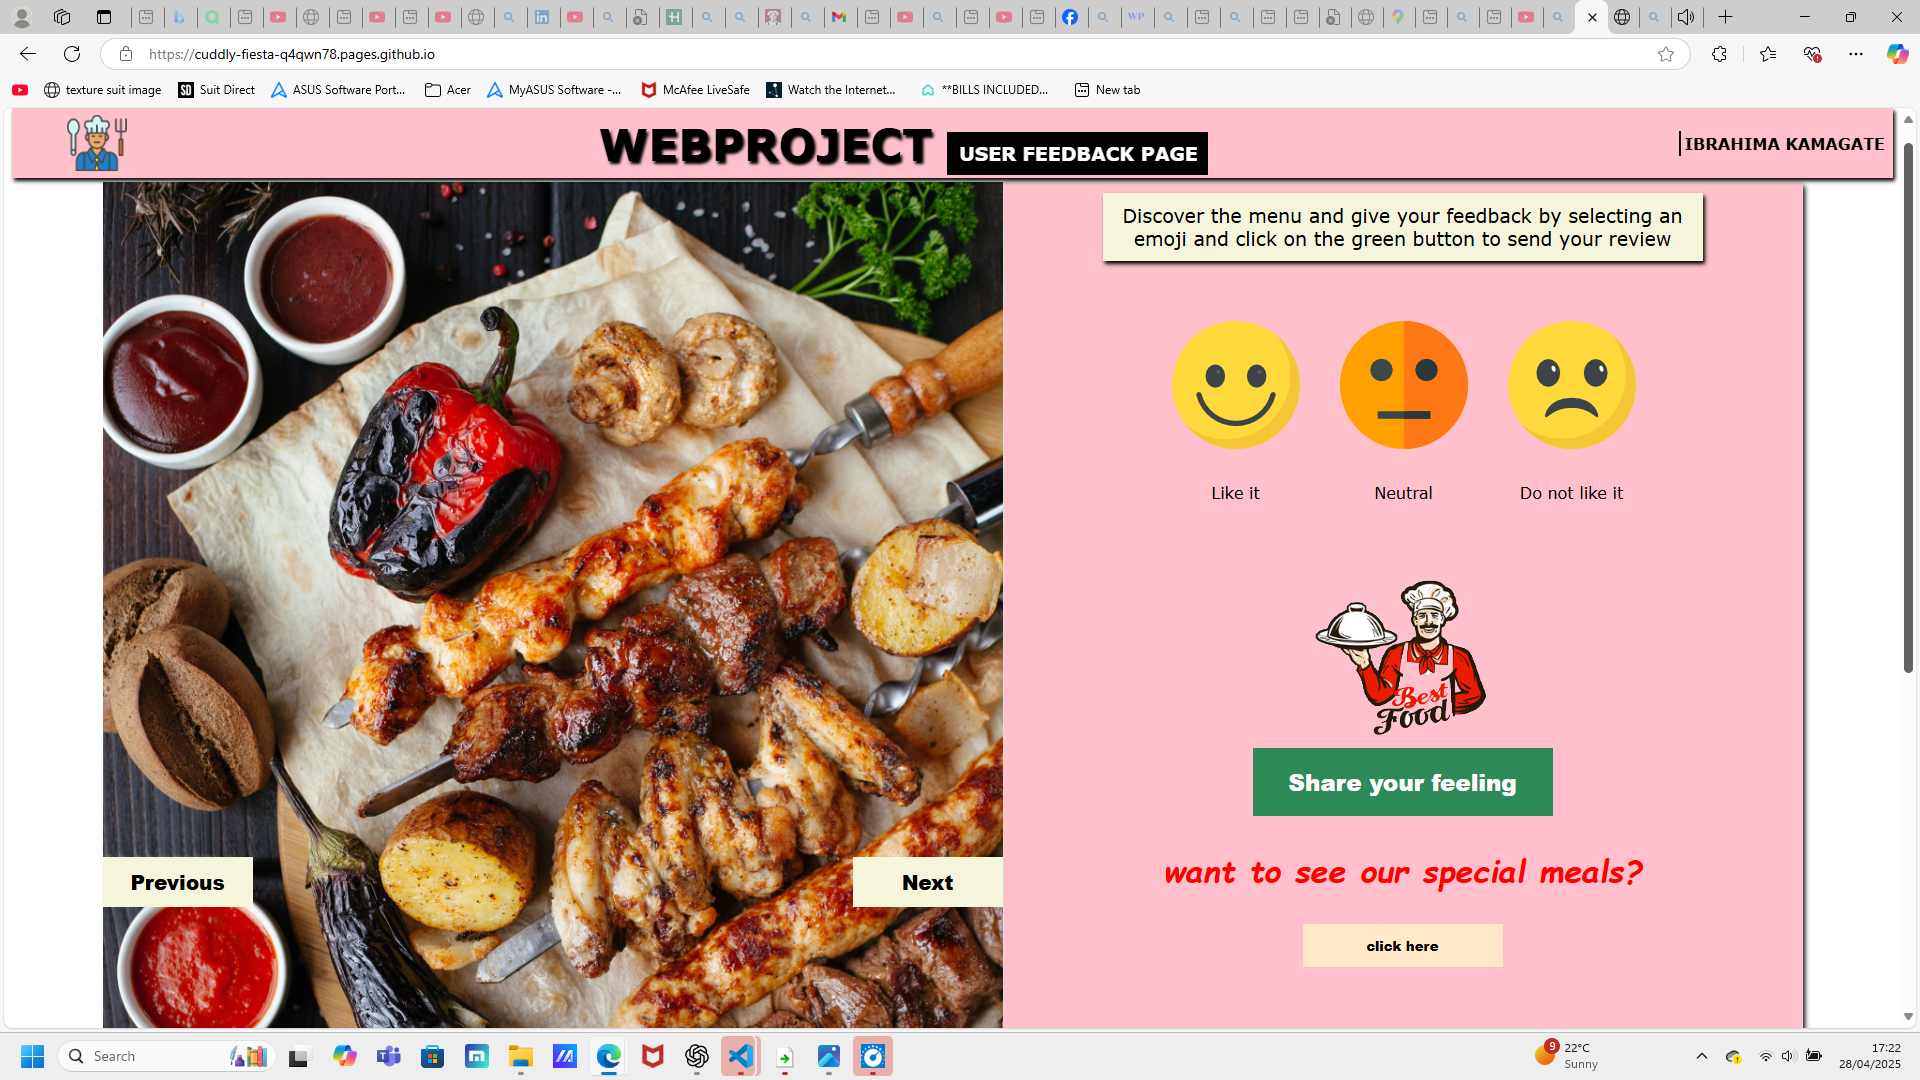 https://cuddly-fiesta-q4qwn78.pages.github.io
texture suit image
Suit Direct
ASUS Software Port...
Acer
MyASUS Software -...
McAfee LiveSafe
Watch the Internet...
**BILLS INCLUDED...
New tab
WEBPROJECT
USER FEEDBACK PAGE
IBRAHIMA KAMAGATE
Discover the menu and give your feedback by selecting an
emoji and click on the green button to send your review
Like it
Neutral
Do not like it
Best
Food
Share your feeling
want to see our special meals?
Previous
Next
click here
Search
9
22°C
Sunny
17:22
28/04/2025